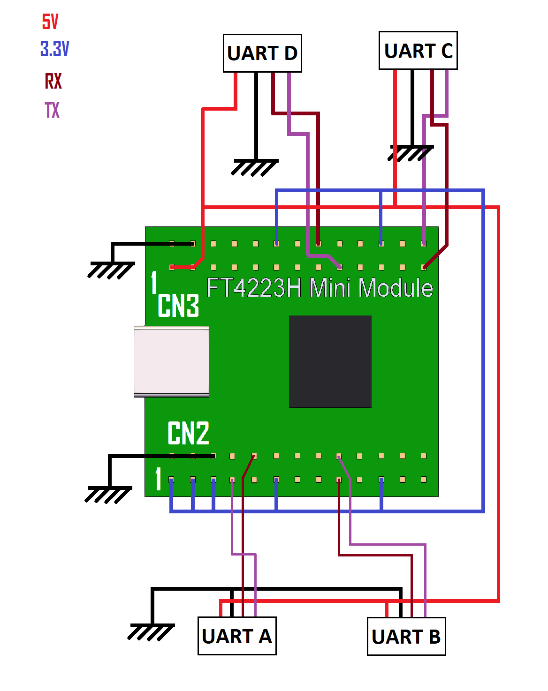 5V
3.3V
RX
TX
UART D
UART C
1
CN3
FT4223H Mini Module
CN2
1
UART A
UART B